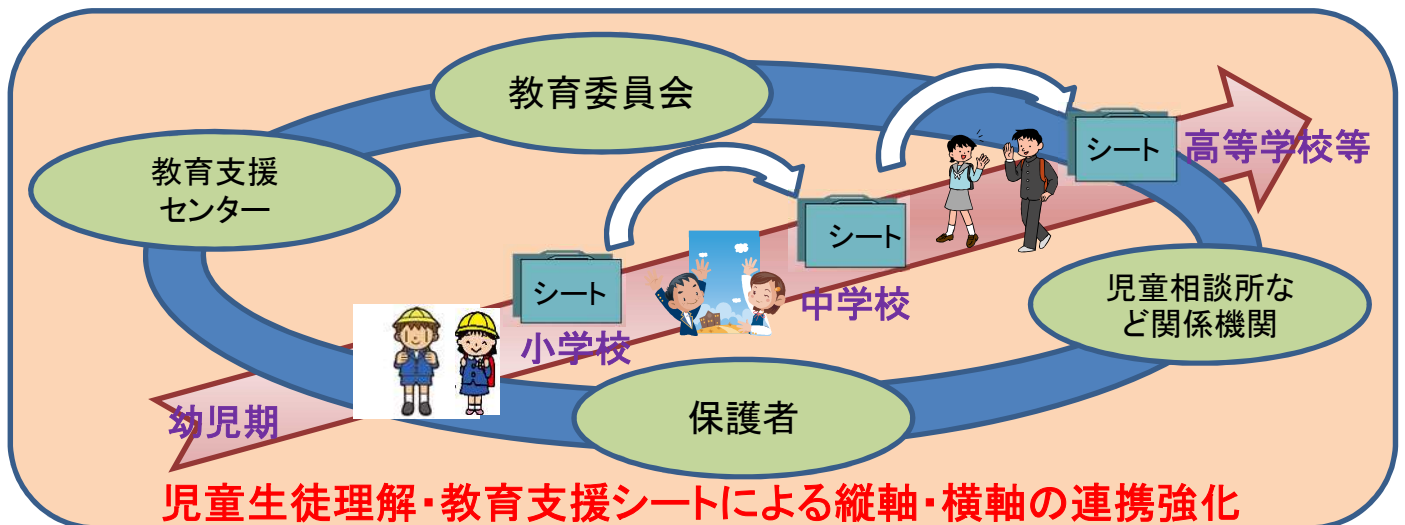 教育委員会
教育支援
センター
シート
高等学校等
シート
シート
児童相談所な
ど関係機関
中学校
小学校
保護者
幼児期
児童生徒理解・教育支援シートによる縦軸・横軸の連携強化